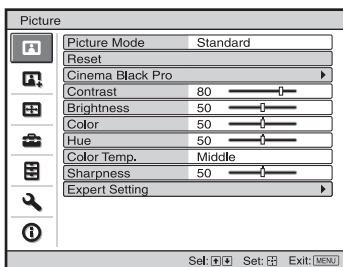 Picture
Picture Mode Standard
Reset
Cinema Black Pro
Contrast 80
Brightness 50
Color 50
Hue 50
Color Temp. Middle
Sharpness 50
Expert Setting
Sel: Set: Exit: MENU